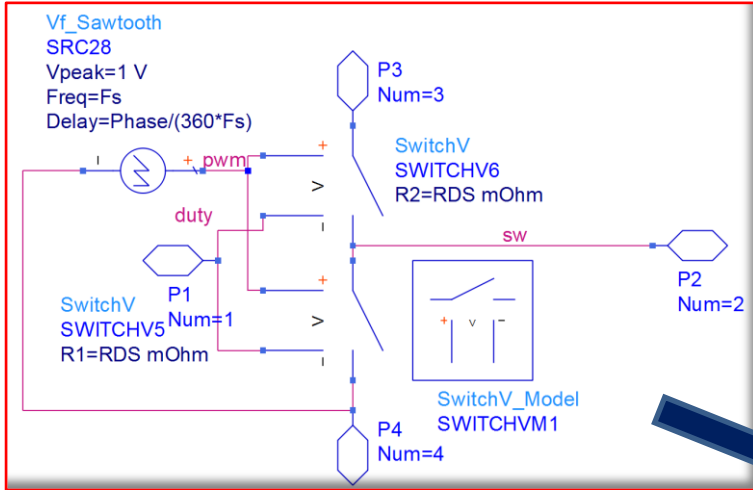 Vf_Sawtooth
SRC28
Vpeak=1 V
Freq=Fs
Delay=Phase/(360*Fs)
P3
Num=3
SwitchV
SWITCHV6
R2=RDS mOhm
− + pwm
+
V
−
duty
sw
P1
Num=1
P2
Num=2
SwitchV
SWITCHV5
R1=RDS mOhm
+
V
−
+ v −
SwitchV_Model
SWITCHVM1
P4
Num=4